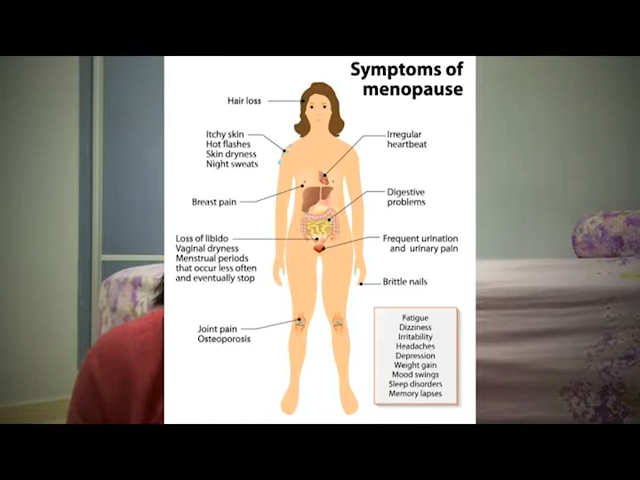 Symptoms of
menopause
Hair loss
Itchy skin
Hot flashes
Skin dryness
Night sweats
Irregular
heartbeat
Breast pain
Digestive
problems
Loss of libido
Vaginal dryness
Menstrual periods
that occur less often
and eventually stop
Frequent urination
and urinary pain
Brittle nails
Joint pain
Osteoporosis
Fatigue
Dizziness
Irritability
Headaches
Depression
Weight gain
Mood swings
Sleep disorders
Memory lapses